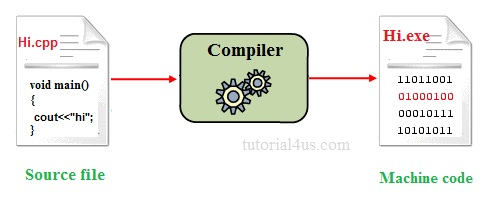 Hi.cpp
void main()
{
cout<<"hi";
}
Source file
Compiler
tutorial4us.com
Hi.exe
11011001
01000100
00010111
10101011
Machine code